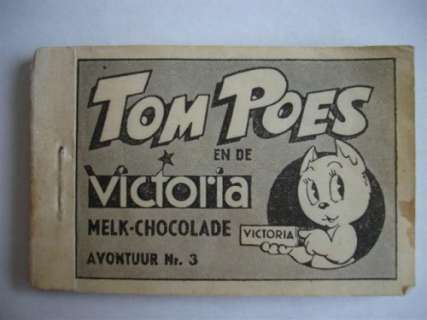 TOM POES
EN DE
Victoria
MELK-CHOCOLADE
VICTORIA
AVONTUUR Nr. 3